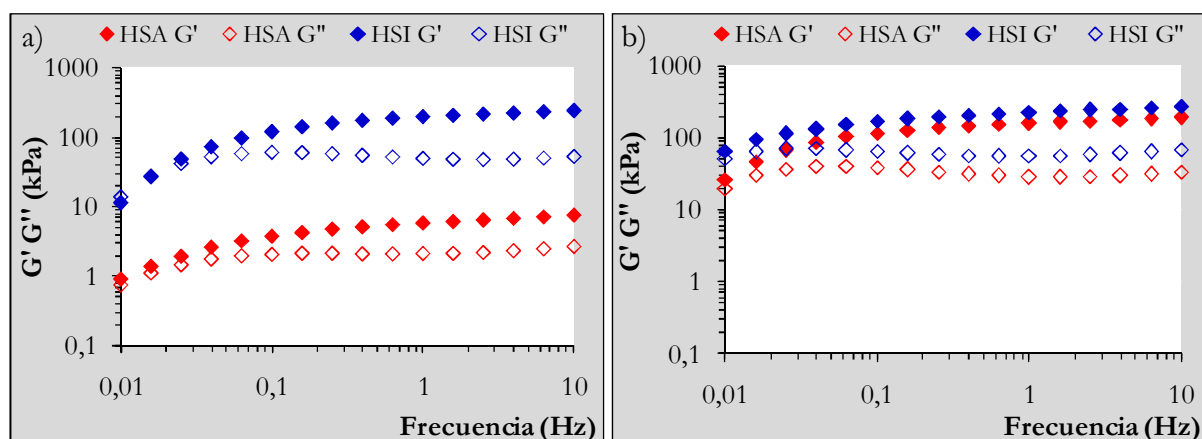 a) HSA G' HSA G" HSI G' HSI G"
1000
100
10
1
0,1
G' G" (kPa)
0,01 0,1 1 10
Frecuencia (Hz)
b) HSA G' HSA G" HSI G' HSI G"
1000
100
10
1
0,1
G' G" (kPa)
0,01 0,1 1 10
Frecuencia (Hz)